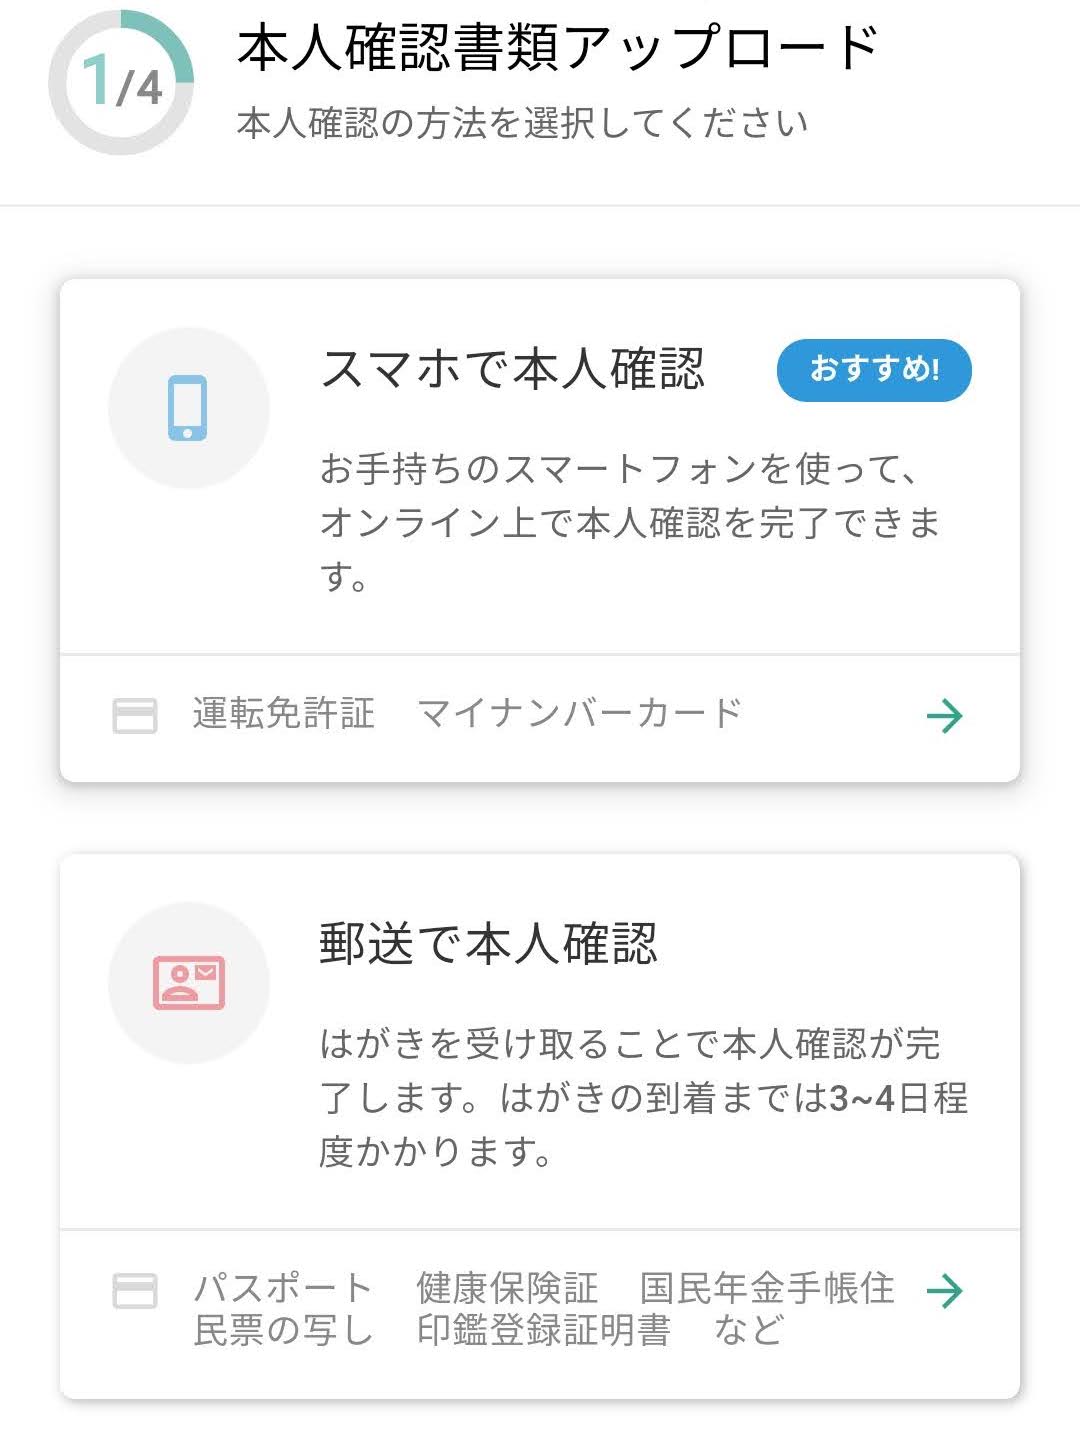 1/4
本人確認書類アップロード
本人確認の方法を選択してください
スマホで本人確認
おすすめ!
お手持ちのスマートフォンを使って、
オンライン上で本人確認を完了できま
す。
運転免許証 マイナンバーカード
郵送で本人確認
はがきを受け取ることで本人確認が完
了します。はがきの到着までは3~4日程
度かかります。
パスポート 健康保険証 国民年金手帳住
民票の写し 印鑑登録証明書 など